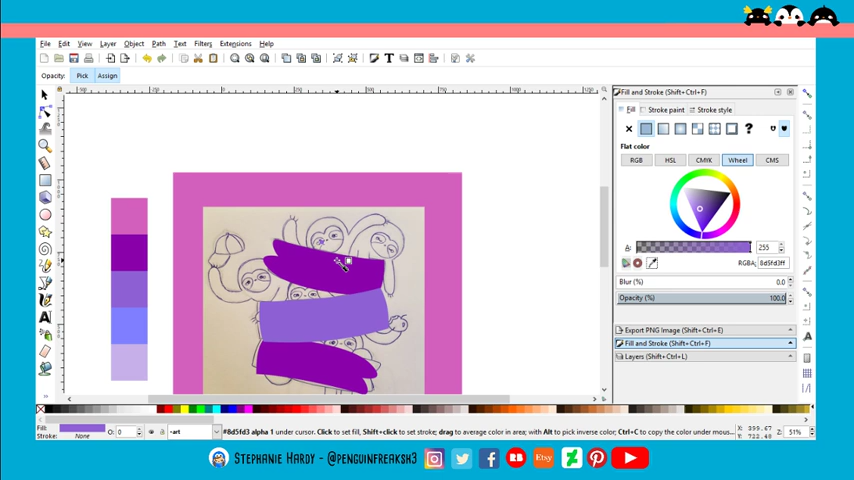 File Edit View Layer Object Path Text Filters Extensions Help
Opacity: Pick Assign
Fill and Stroke (Shift+Ctrl+F)
Fill Stroke paint Stroke style
Flat color
RGB HSL CMYK Wheel CMS
A: 255
RGBA: 8d5fd3ff
Blur (%) 0.0
Opacity (%) 100.0
Export PNG Image (Shift+Ctrl+E)
Fill and Stroke (Shift+Ctrl+F)
Layers (Shift+Ctrl+L)
Fill: O: 0 art #8d5fd3 alpha 1 under cursor. Click to set fill, Shift+click to set stroke; drag to average color in area; with Alt to pick inverse color; Ctrl+C to copy the color under mous... X: 399.67 Z: 51%
Stroke: None Y: 722.48
Stephanie Hardy - @penguinfreaksh3 Etsy